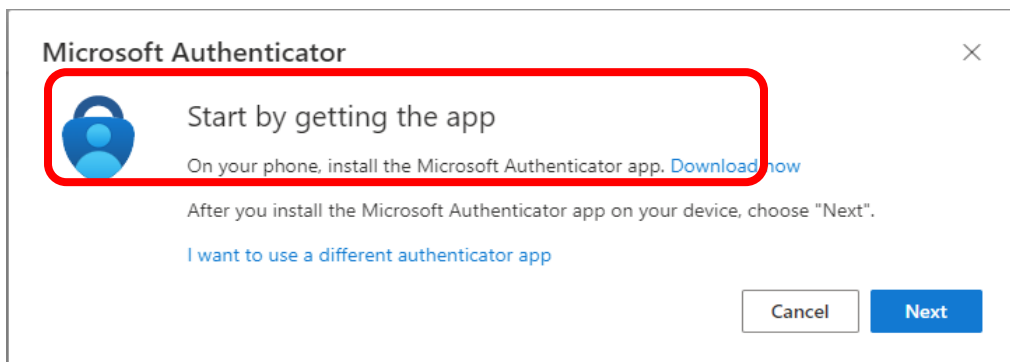 Microsoft Authenticator
Start by getting the app
On your phone, install the Microsoft Authenticator app. Download now
After you install the Microsoft Authenticator app on your device, choose "Next".
I want to use a different authenticator app
Cancel Next